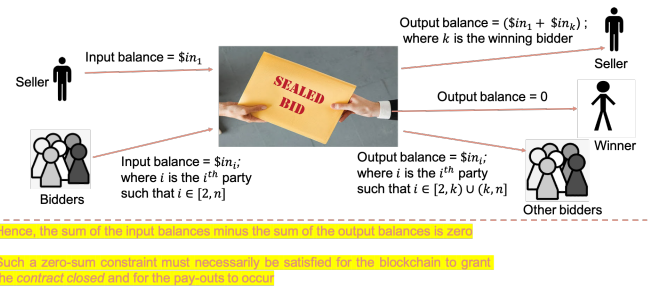 Output balance = ($in₁ + $inₖ) ;
where k is the winning bidder
Input balance = $in₁
Seller
Seller
SEALED
BID
Output balance = 0
Winner
Input balance = $inᵢ;
where i is the iᵗʰ party
such that i ∈ [2, n]
Bidders
Output balance = $inᵢ;
where i is the iᵗʰ party
such that i ∈ [2, k) ∪ (k, n]
Other bidders
Hence, the sum of the input balances minus the sum of the output balances is zero
Such a zero-sum constraint must necessarily be satisfied for the blockchain to grant
the contract closed and for the pay-outs to occur